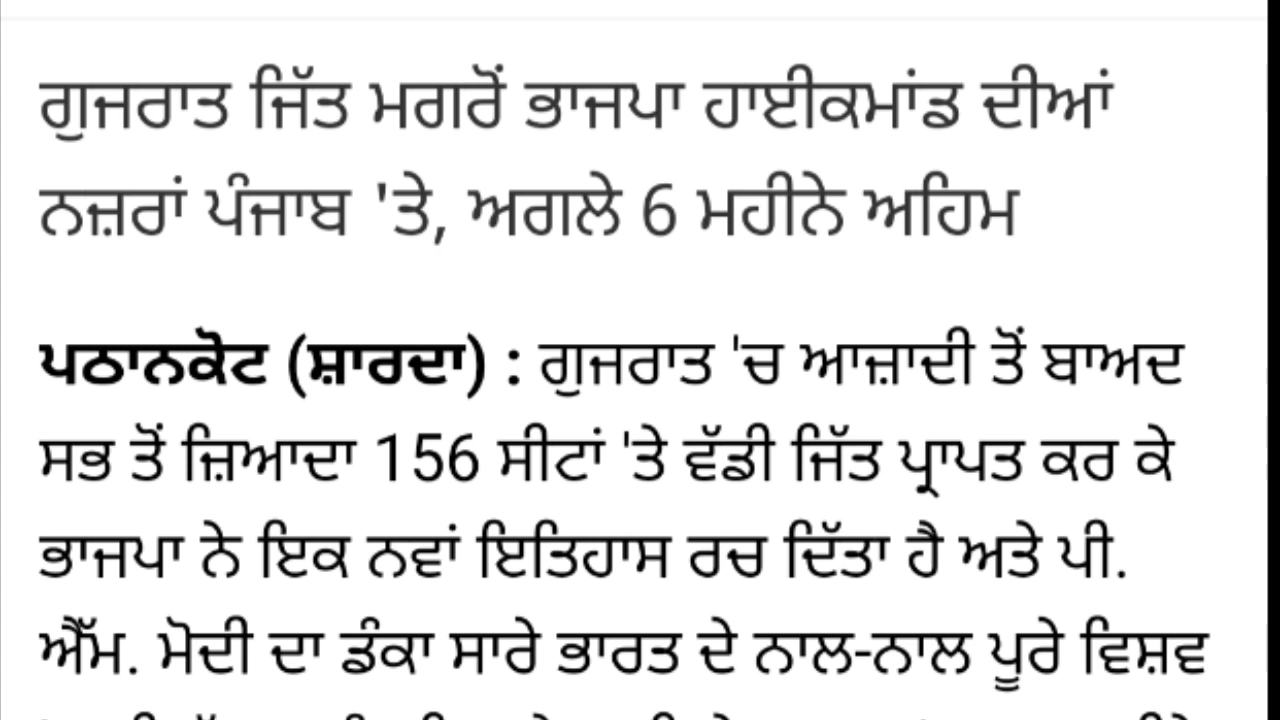 ਗੁਜਰਾਤ ਜਿੱਤ ਮਗਰੋਂ ਭਾਜਪਾ ਹਾਈਕਮਾਂਡ ਦੀਆਂ
ਨਜ਼ਰਾਂ ਪੰਜਾਬ 'ਤੇ, ਅਗਲੇ 6 ਮਹੀਨੇ ਅਹਿਮ
ਪਠਾਨਕੋਟ (ਸ਼ਾਰਦਾ) : ਗੁਜਰਾਤ 'ਚ ਆਜ਼ਾਦੀ ਤੋਂ ਬਾਅਦ
ਸਭ ਤੋਂ ਜ਼ਿਆਦਾ 156 ਸੀਟਾਂ 'ਤੇ ਵੱਡੀ ਜਿੱਤ ਪ੍ਰਾਪਤ ਕਰ ਕੇ
ਭਾਜਪਾ ਨੇ ਇਕ ਨਵਾਂ ਇਤਿਹਾਸ ਰਚ ਦਿੱਤਾ ਹੈ ਅਤੇ ਪੀ.
ਐੱਮ. ਮੋਦੀ ਦਾ ਡੰਕਾ ਸਾਰੇ ਭਾਰਤ ਦੇ ਨਾਲ-ਨਾਲ ਪੂਰੇ ਵਿਸ਼ਵ